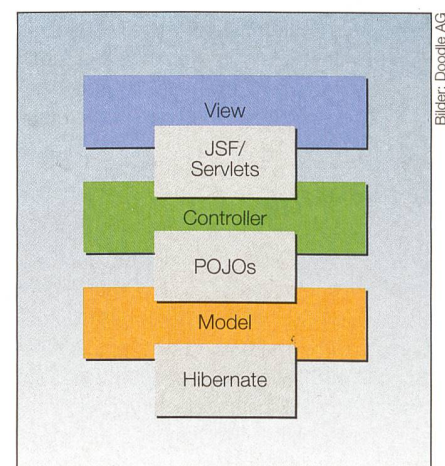 View
JSF/
Servlets
Controller
POJOs
Model
Hibernate
Bilder: Doodle AG